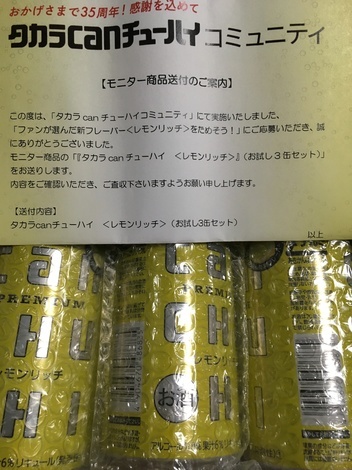 おかげさまで35周年！感謝を込めて
タカラcanチューハイコミュニティ
【モニター商品送付のご案内】
この度は、「タカラcanチューハイコミュニティ」にて実施いたしました、
「ファンが選んだ新フレーバー<レモンリッチ>をためそう！」にご応募いただき、誠
にありがとうございました。
モニター商品の『「タカラcanチューハイ <レモンリッチ>』(お試し3缶セット)」
をお送りします。
内容をご確認いただき、ご査収下さいますようお願い申し上げます。
【送付内容】
タカラcanチューハイ <レモンリッチ>(お試し3缶セット)
以上
Can
PREMIUM
CHU
HI
レモンリッチ
お酒